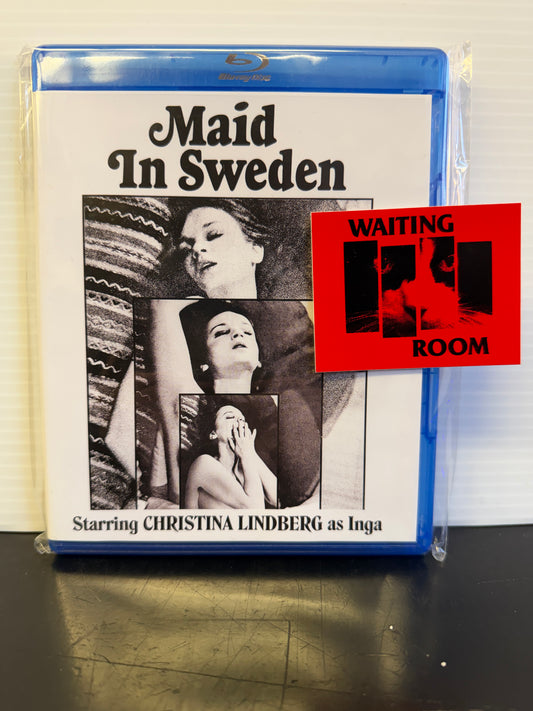 Blu-ray Disc
Maid
In Sweden
WAITING
ROOM
Starring CHRISTINA LINDBERG as Inga